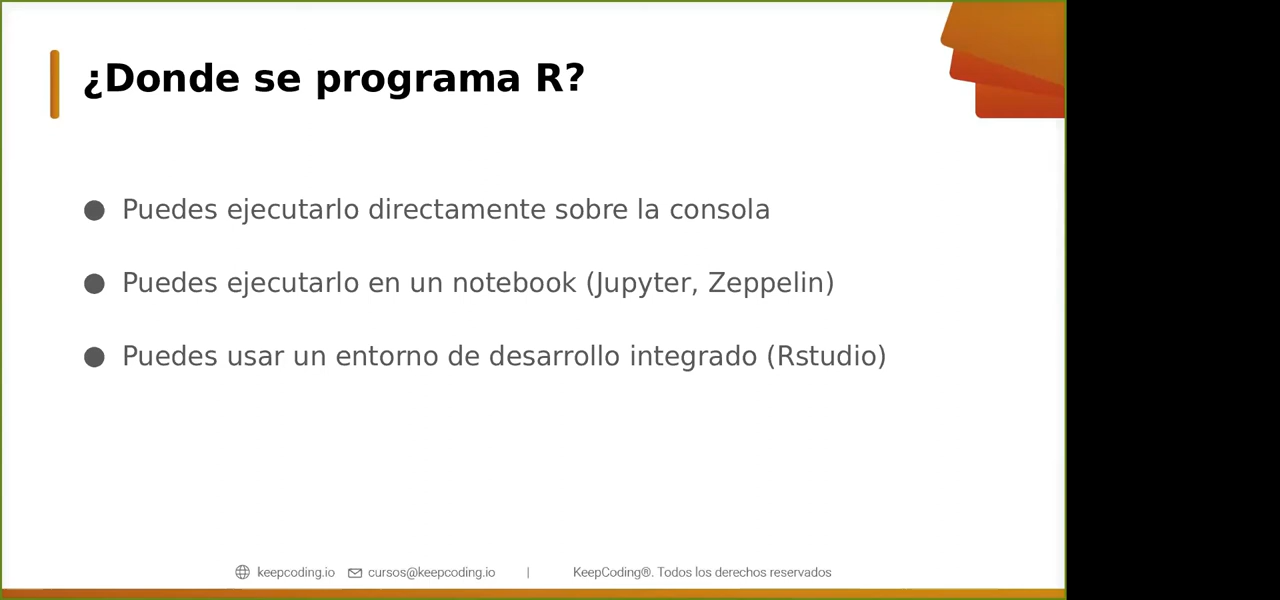 ¿Donde se programa R?
● Puedes ejecutarlo directamente sobre la consola
● Puedes ejecutarlo en un notebook (Jupyter, Zeppelin)
● Puedes usar un entorno de desarrollo integrado (Rstudio)
keepcoding.io cursos@keepcoding.io | KeepCoding®. Todos los derechos reservados